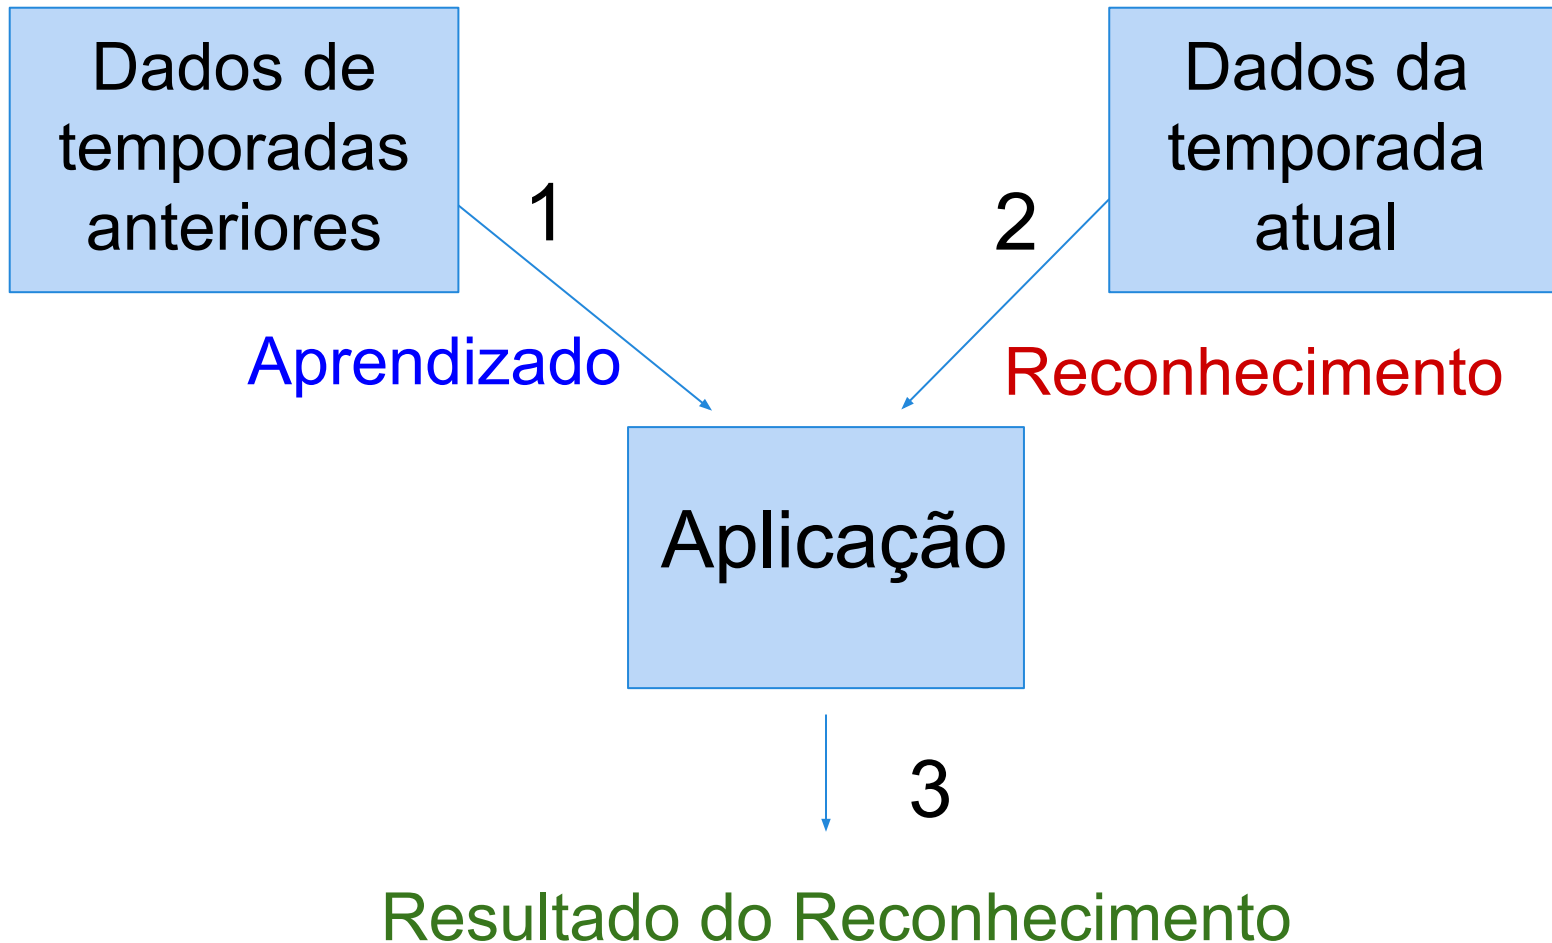 Dados de
temporadas
anteriores
Dados da
temporada
atual
1
2
Aprendizado
Reconhecimento
Aplicação
3
Resultado do Reconhecimento